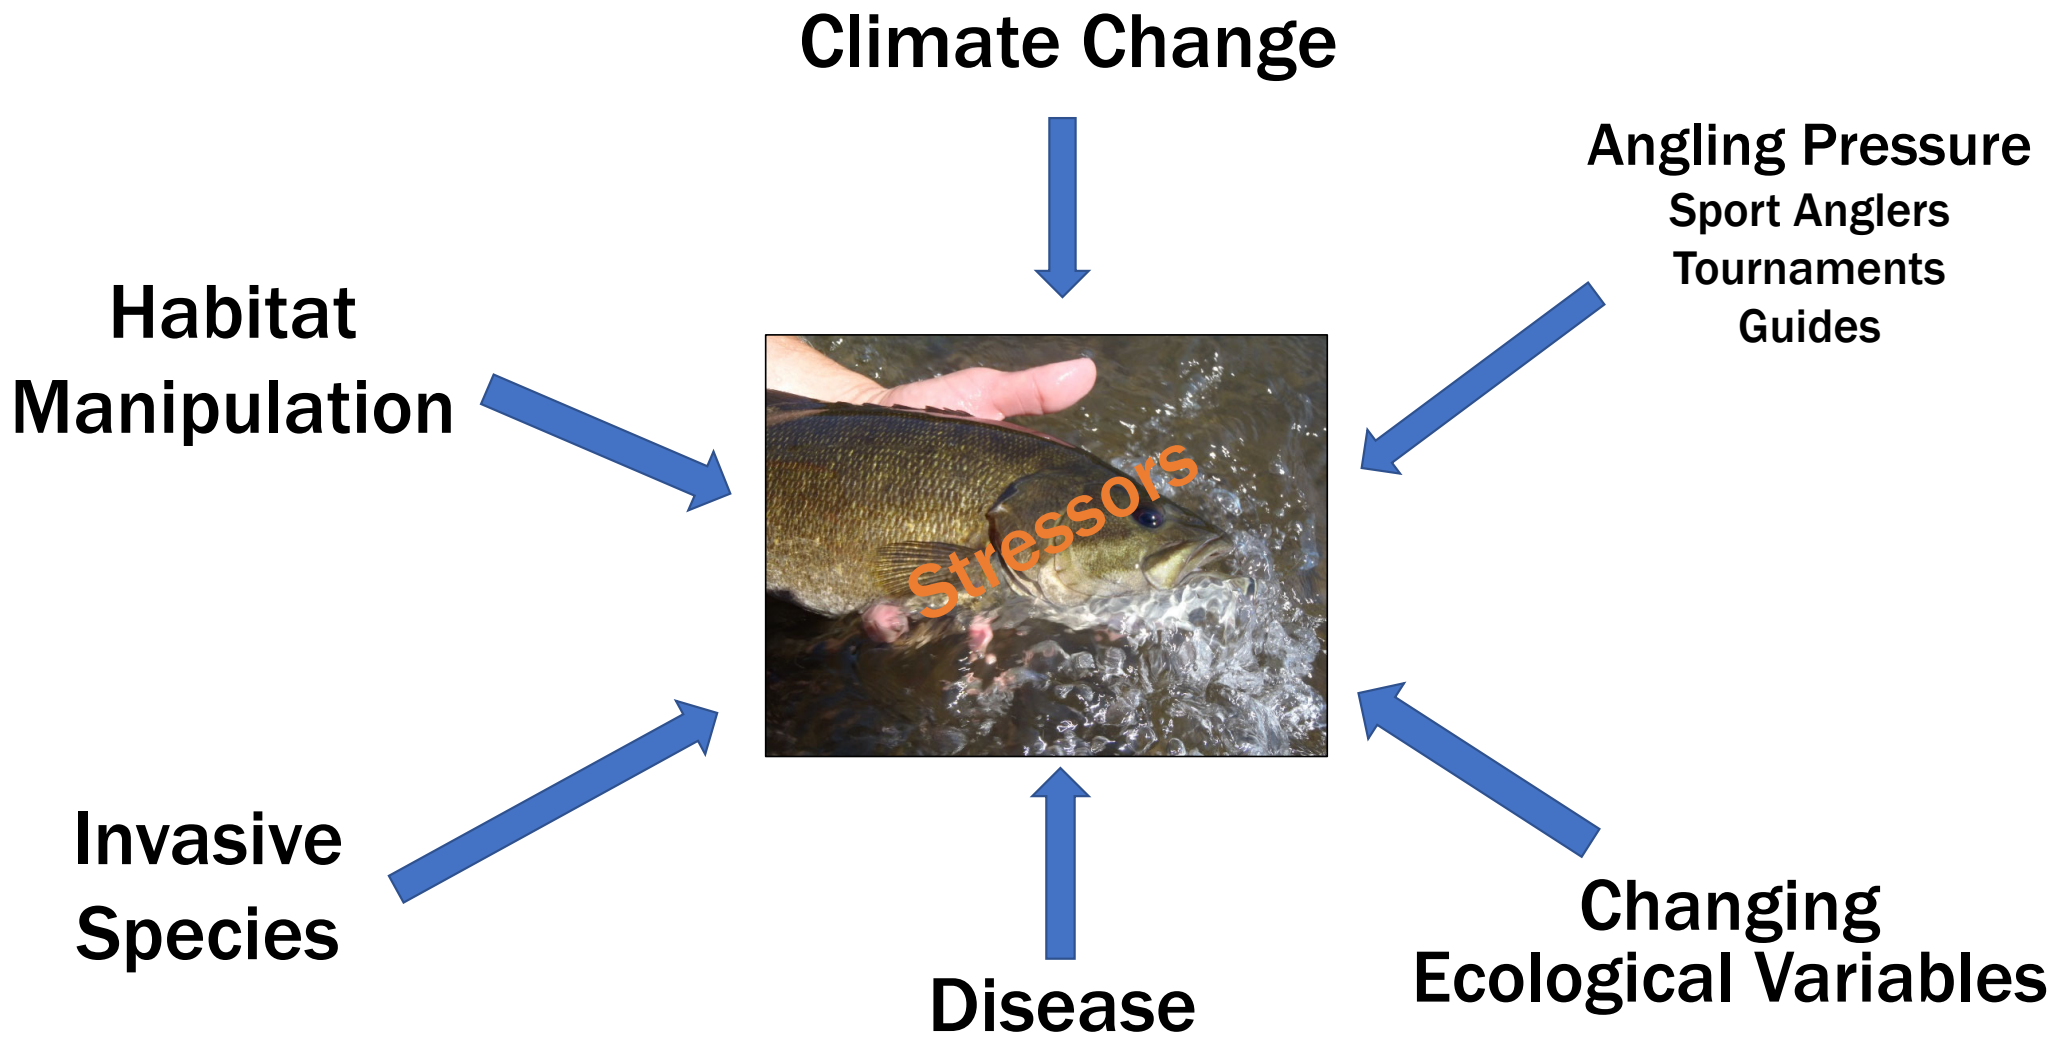 Climate Change
Angling Pressure
Sport Anglers
Tournaments
Guides
Habitat
Manipulation
Stressors
Invasive
Species
Changing
Ecological Variables
Disease